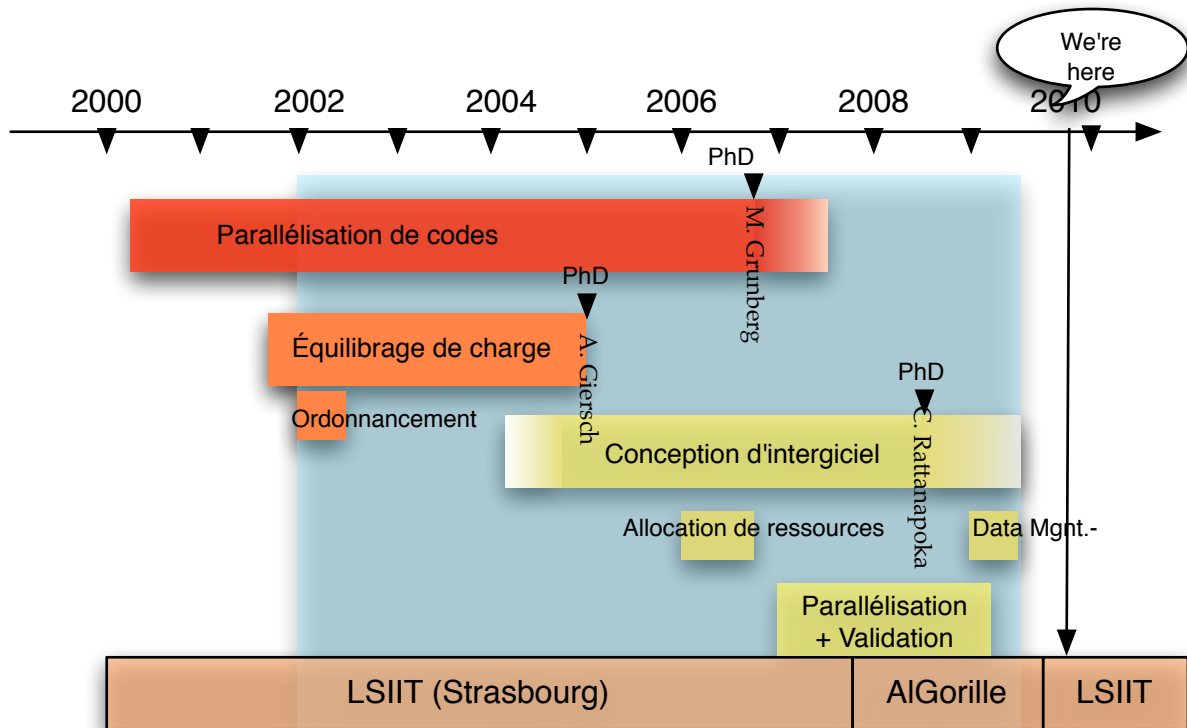 We're
here
2000
2002
2004
2006
2008
2010
PhD
M. Grunberg
Parallélisation de codes
PhD
A. Giersch
Équilibrage de charge
PhD
C. Rattanapoka
Ordonnancement
Conception d'intergiciel
Allocation de ressources
Data Mgnt.-
Parallélisation
+ Validation
LSIIT (Strasbourg)
AlGorille
LSIIT